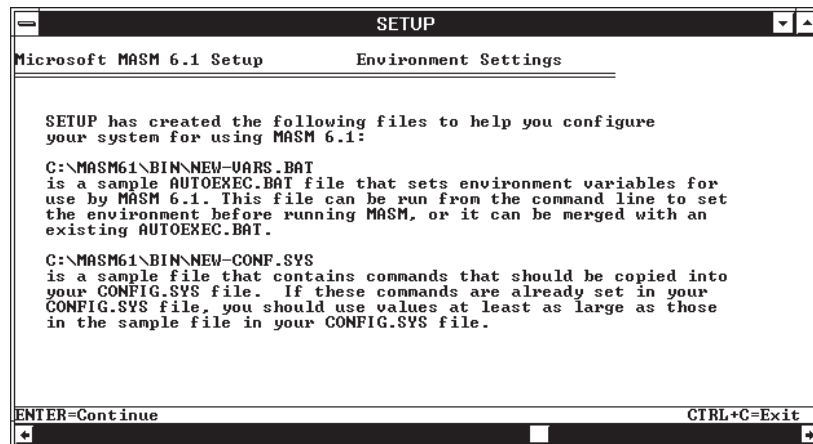 SETUP
Microsoft MASM 6.1 Setup Environment Settings
SETUP has created the following files to help you configure
your system for using MASM 6.1:
C:\MASM61\BIN\NEW-VARS.BAT
is a sample AUTOEXEC.BAT file that sets environment variables for
use by MASM 6.1. This file can be run from the command line to set
the environment before running MASM, or it can be merged with an
existing AUTOEXEC.BAT.
C:\MASM61\BIN\NEW-CONF.SYS
is a sample file that contains commands that should be copied into
your CONFIG.SYS file.  If these commands are already set in your
CONFIG.SYS file, you should use values at least as large as those
in the sample file in your CONFIG.SYS file.
ENTER=Continue CTRL+C=Exit